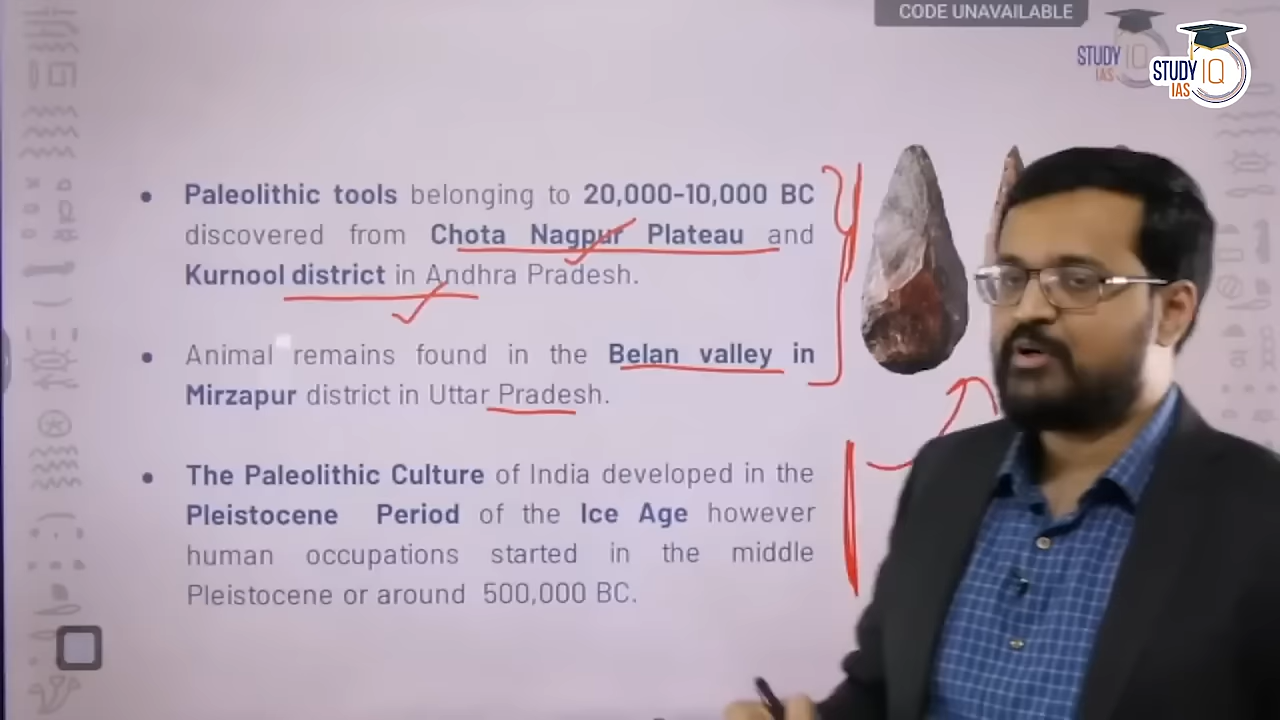 CODE UNAVAILABLE
STUDY IQ
IAS
STUDY IQ
IAS
• Paleolithic tools belonging to 20,000-10,000 BC
discovered from Chota Nagpur Plateau and
Kurnool district in Andhra Pradesh.
• Animal remains found in the Belan valley in
Mirzapur district in Uttar Pradesh.
• The Paleolithic Culture of India developed in the
Pleistocene Period of the Ice Age however
human occupations started in the middle
Pleistocene or around 500,000 BC.